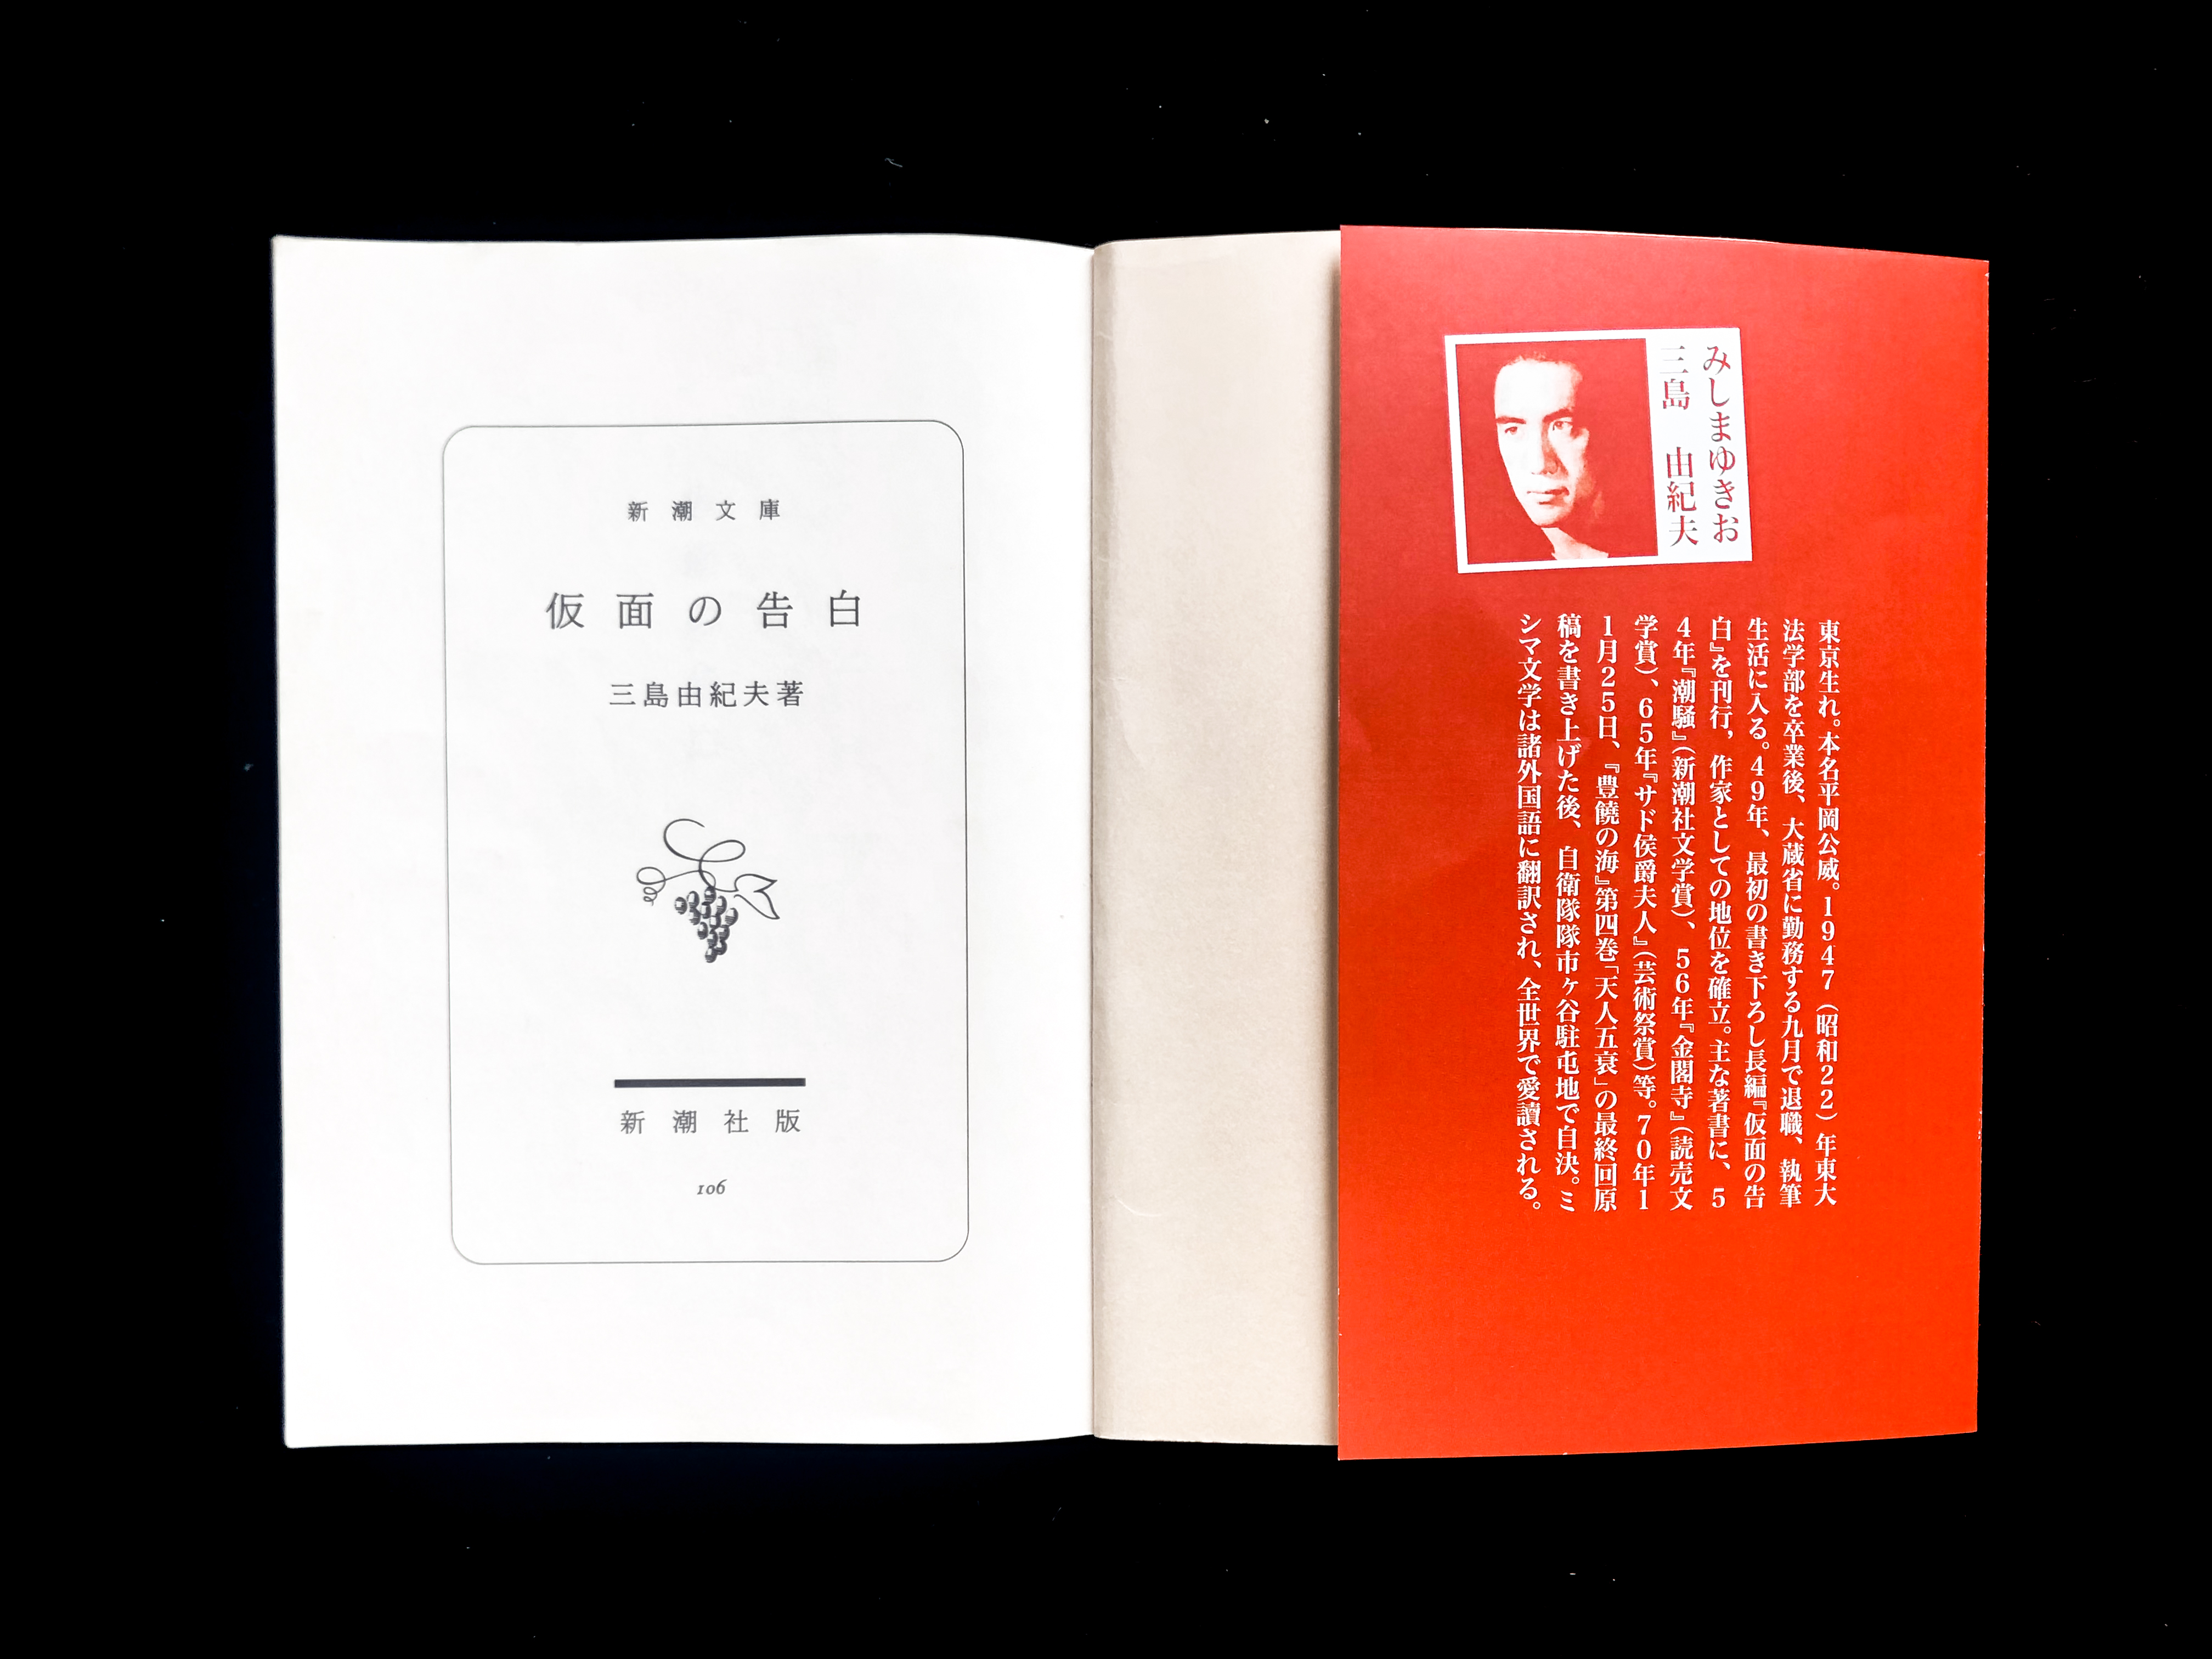 みしまゆきお
三島 由紀夫
東京生れ。本名平岡公威。1947（昭和22）年東大
法学部を卒業後、大蔵省に勤務する九月で退職、執筆
生活に入る。49年、最初の書き下ろし長編『仮面の告
白』を刊行，作家としての地位を確立。主な著書に、5
4年『潮騒』（新潮社文学賞）、56年『金閣寺』（読売文
学賞）、65年『サド侯爵夫人』（芸術祭賞）等。70年1
1月25日、『豊饒の海』第四巻「天人五衰」の最終回原
稿を書き上げた後、自衛隊隊市ヶ谷駐屯地で自決。ミ
シマ文学は諸外国語に翻訳され、全世界で愛讀される。
新潮文庫
仮面の告白
三島由紀夫著
新潮社版
106